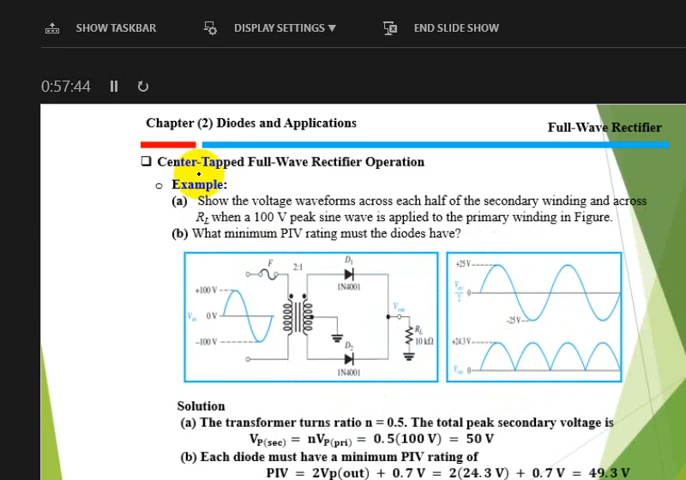 SHOW TASKBAR
DISPLAY SETTINGS ▼
END SLIDE SHOW
0:57:44
Chapter (2) Diodes and Applications
Full-Wave Rectifier
❑ Center-Tapped Full-Wave Rectifier Operation
o Example:
(a) Show the voltage waveforms across each half of the secondary winding and across
RL when a 100 V peak sine wave is applied to the primary winding in Figure.
(b) What minimum PIV rating must the diodes have?
F
2:1
D1
1N4001
+100 V
Vin 0 V
-100 V
Vout
RL
10 kΩ
D2
1N4001
+25 V
Vsec
2
0
-25 V
+24.3 V
Vout 0
Solution
(a) The transformer turns ratio n = 0.5. The total peak secondary voltage is
VP(sec) = nVP(pri) = 0.5(100 V) = 50 V
(b) Each diode must have a minimum PIV rating of
PIV = 2Vp(out) + 0.7 V = 2(24.3 V) + 0.7 V = 49.3 V